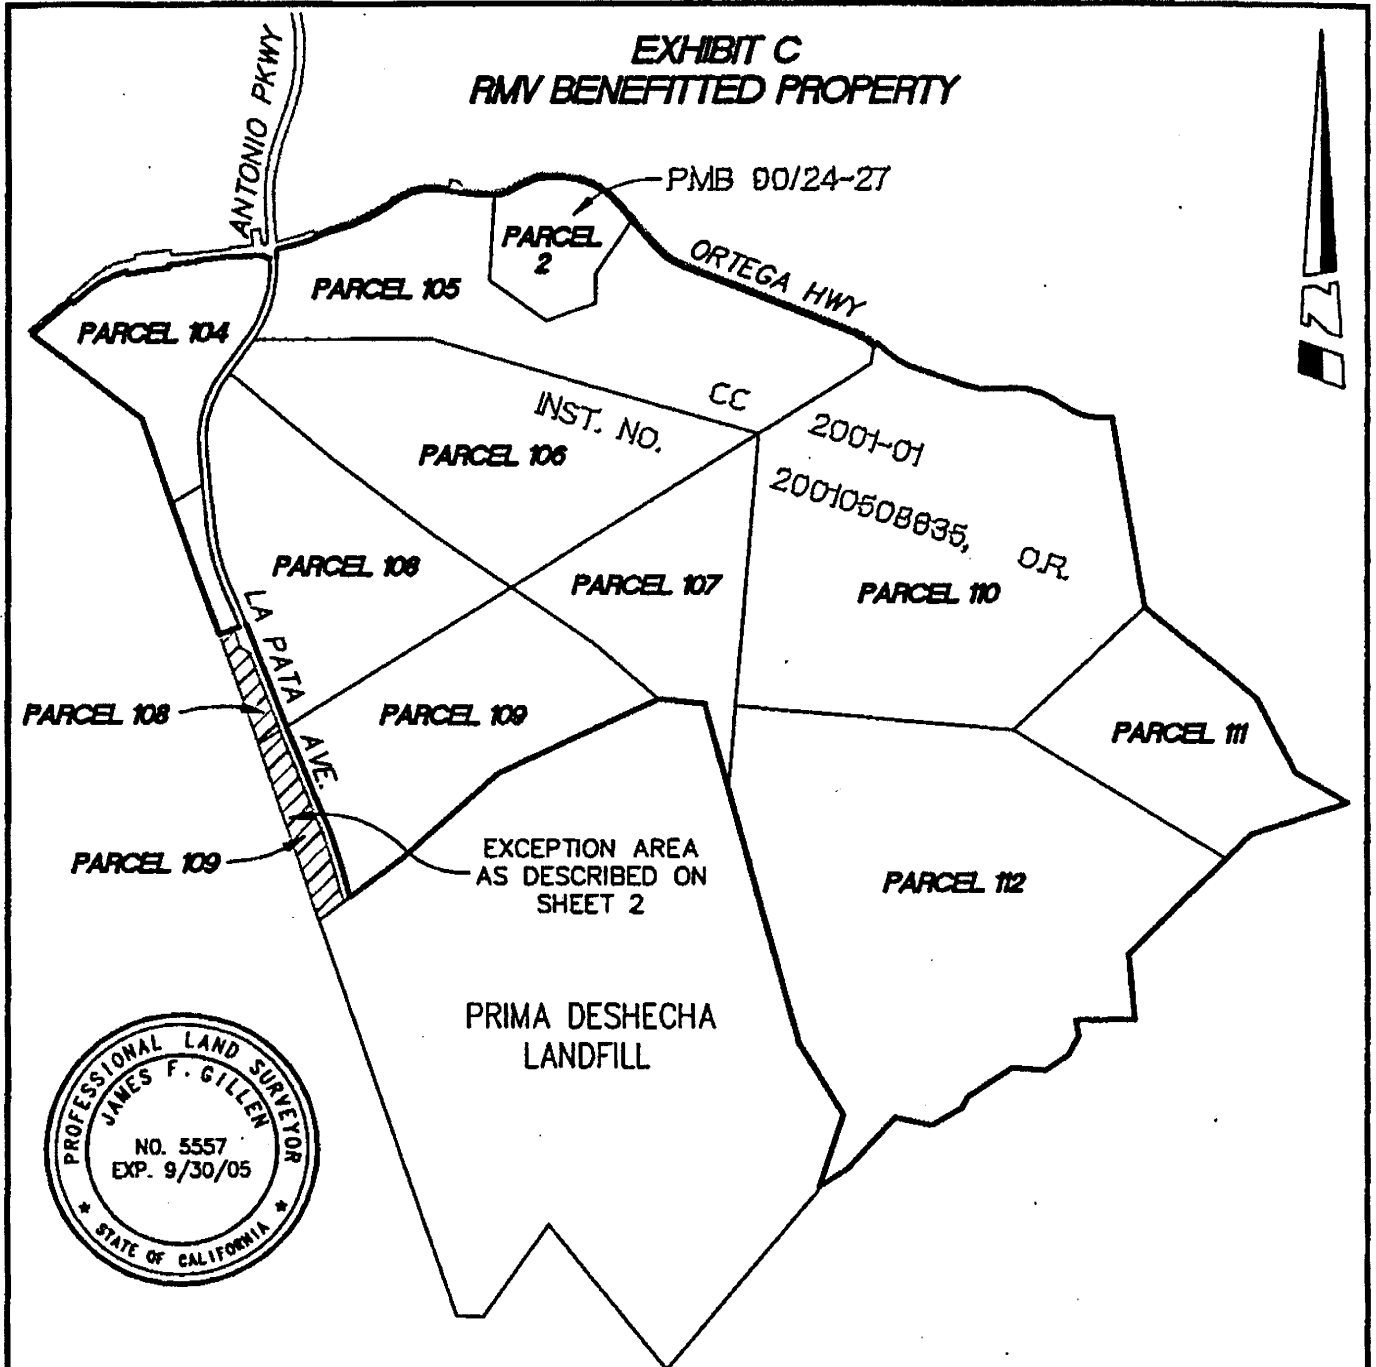 EXHIBIT C
RMV BENEFITTED PROPERTY
ANTONIO PKWY
PMB 90/24-27
PARCEL
2
ORTEGA HWY
PARCEL 105
PARCEL 104
INST. NO.
CC
2001-01
20010508835,
O.R.
PARCEL 106
PARCEL 108
PARCEL 107
PARCEL 110
LA PATA AVE.
PARCEL 108
PARCEL 109
PARCEL 111
PARCEL 109
EXCEPTION AREA
AS DESCRIBED ON
SHEET 2
PARCEL 112
PRIMA DESHECHA
LANDFILL
PROFESSIONAL LAND SURVEYOR
JAMES F. GILLEN
NO. 5557
EXP. 9/30/05
* STATE OF CALIFORNIA *
N